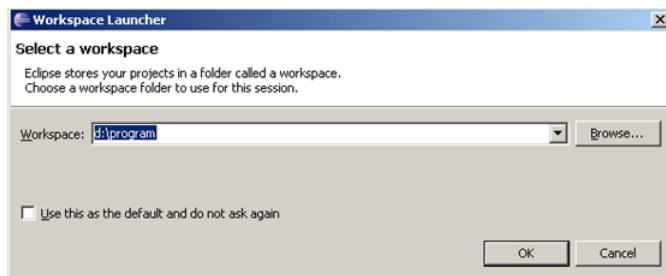 Workspace Launcher
Select a workspace
Eclipse stores your projects in a folder called a workspace.
Choose a workspace folder to use for this session.
Workspace: d:\program Browse...
Use this as the default and do not ask again
OK Cancel